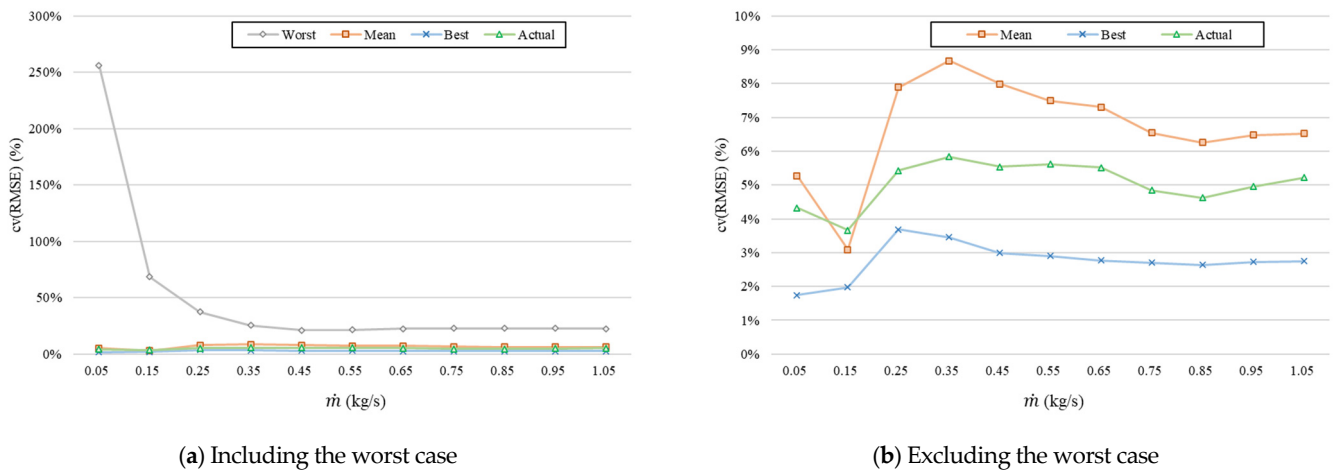 300%
250%
200%
150%
100%
50%
0%
cv(RMSE) (%)
Worst Mean Best Actual
0.05 0.15 0.25 0.35 0.45 0.55 0.65 0.75 0.85 0.95 1.05
ṁ (kg/s)
(a) Including the worst case
10%
9%
8%
7%
6%
5%
4%
3%
2%
1%
0%
cv(RMSE) (%)
Mean Best Actual
0.05 0.15 0.25 0.35 0.45 0.55 0.65 0.75 0.85 0.95 1.05
ṁ (kg/s)
(b) Excluding the worst case